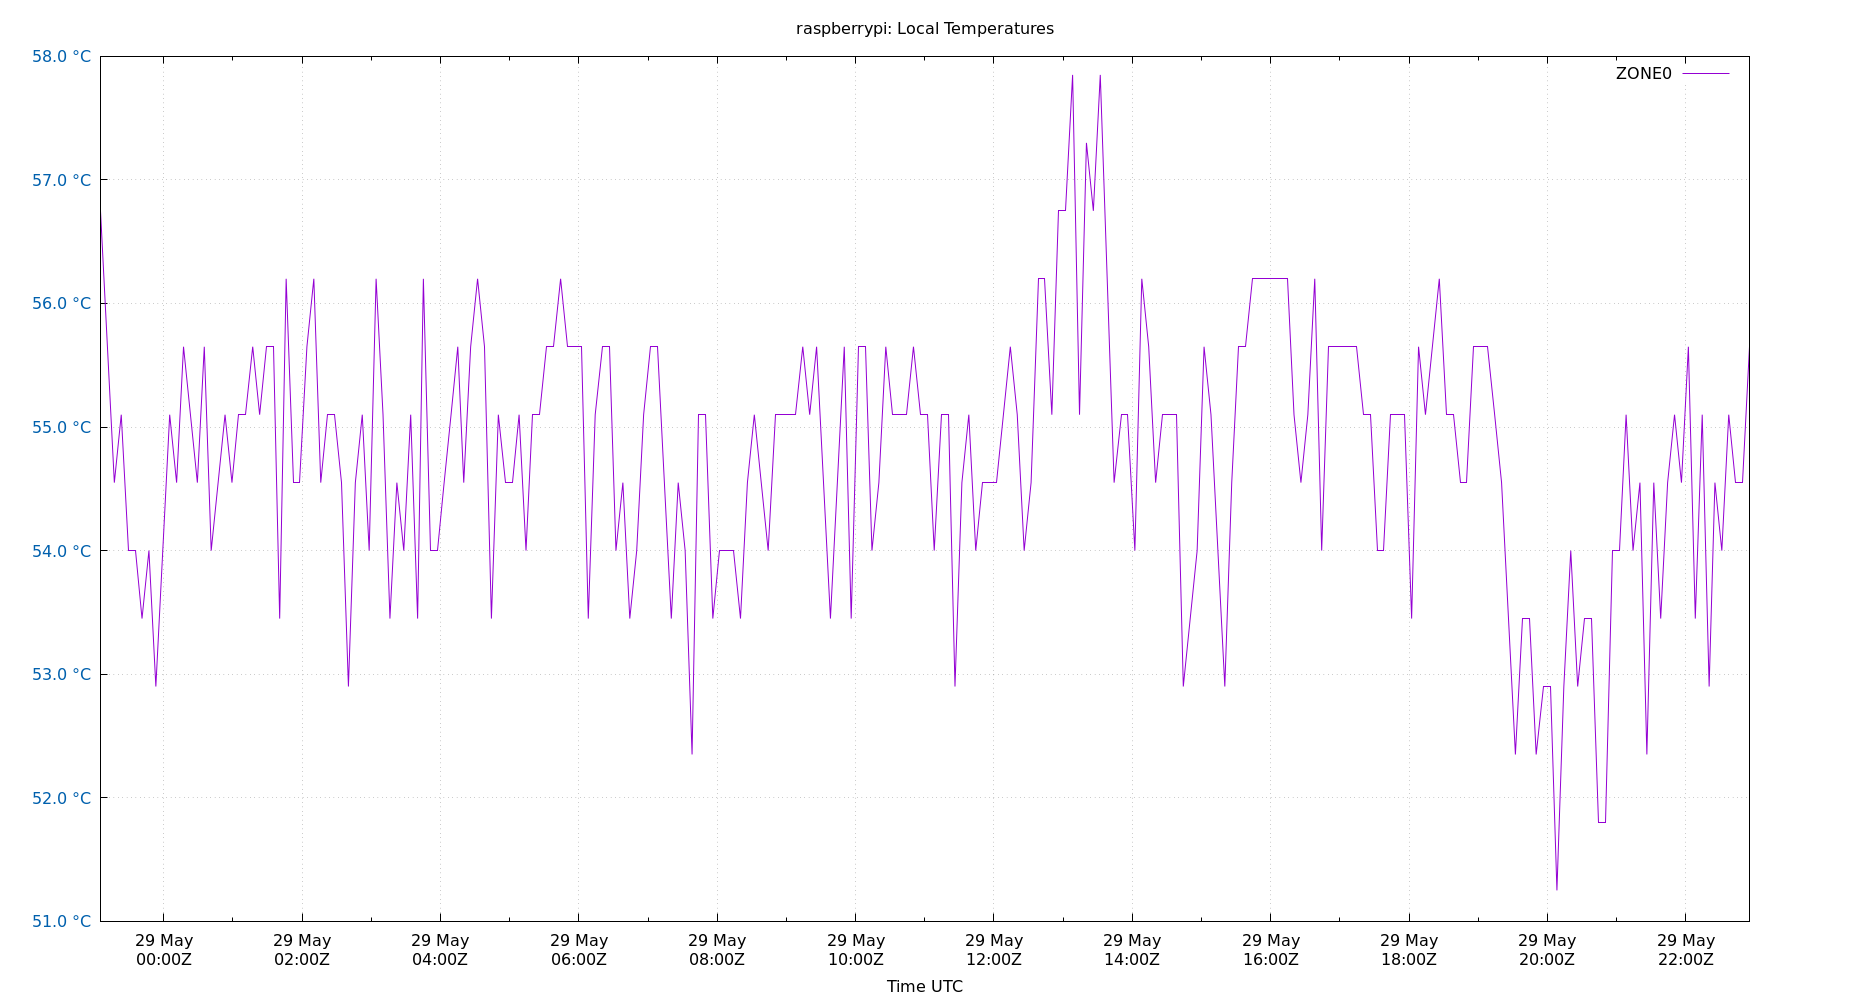 raspberrypi: Local Temperatures
58.0 °C
ZONE0
57.0 °C
56.0 °C
55.0 °C
54.0 °C
53.0 °C
52.0 °C
51.0 °C
29 May 29 May 29 May 29 May 29 May 29 May 29 May 29 May 29 May 29 May 29 May 29 May
00:00Z 02:00Z 04:00Z 06:00Z 08:00Z 10:00Z 12:00Z 14:00Z 16:00Z 18:00Z 20:00Z 22:00Z
Time UTC